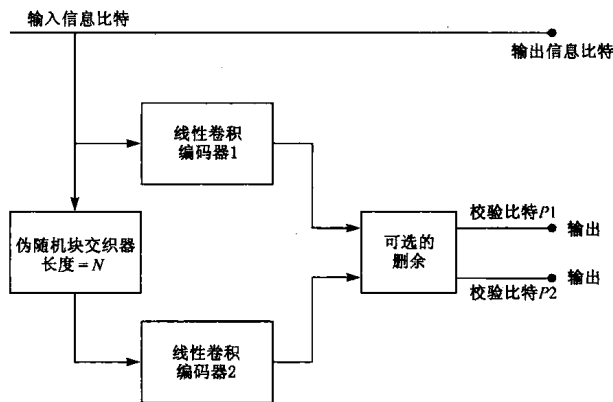 输入信息比特
输出信息比特
线性卷积
编码器1
伪随机块交织器
长度=N
可选的
删余
校验比特P1
输出
校验比特P2
输出
线性卷积
编码器2